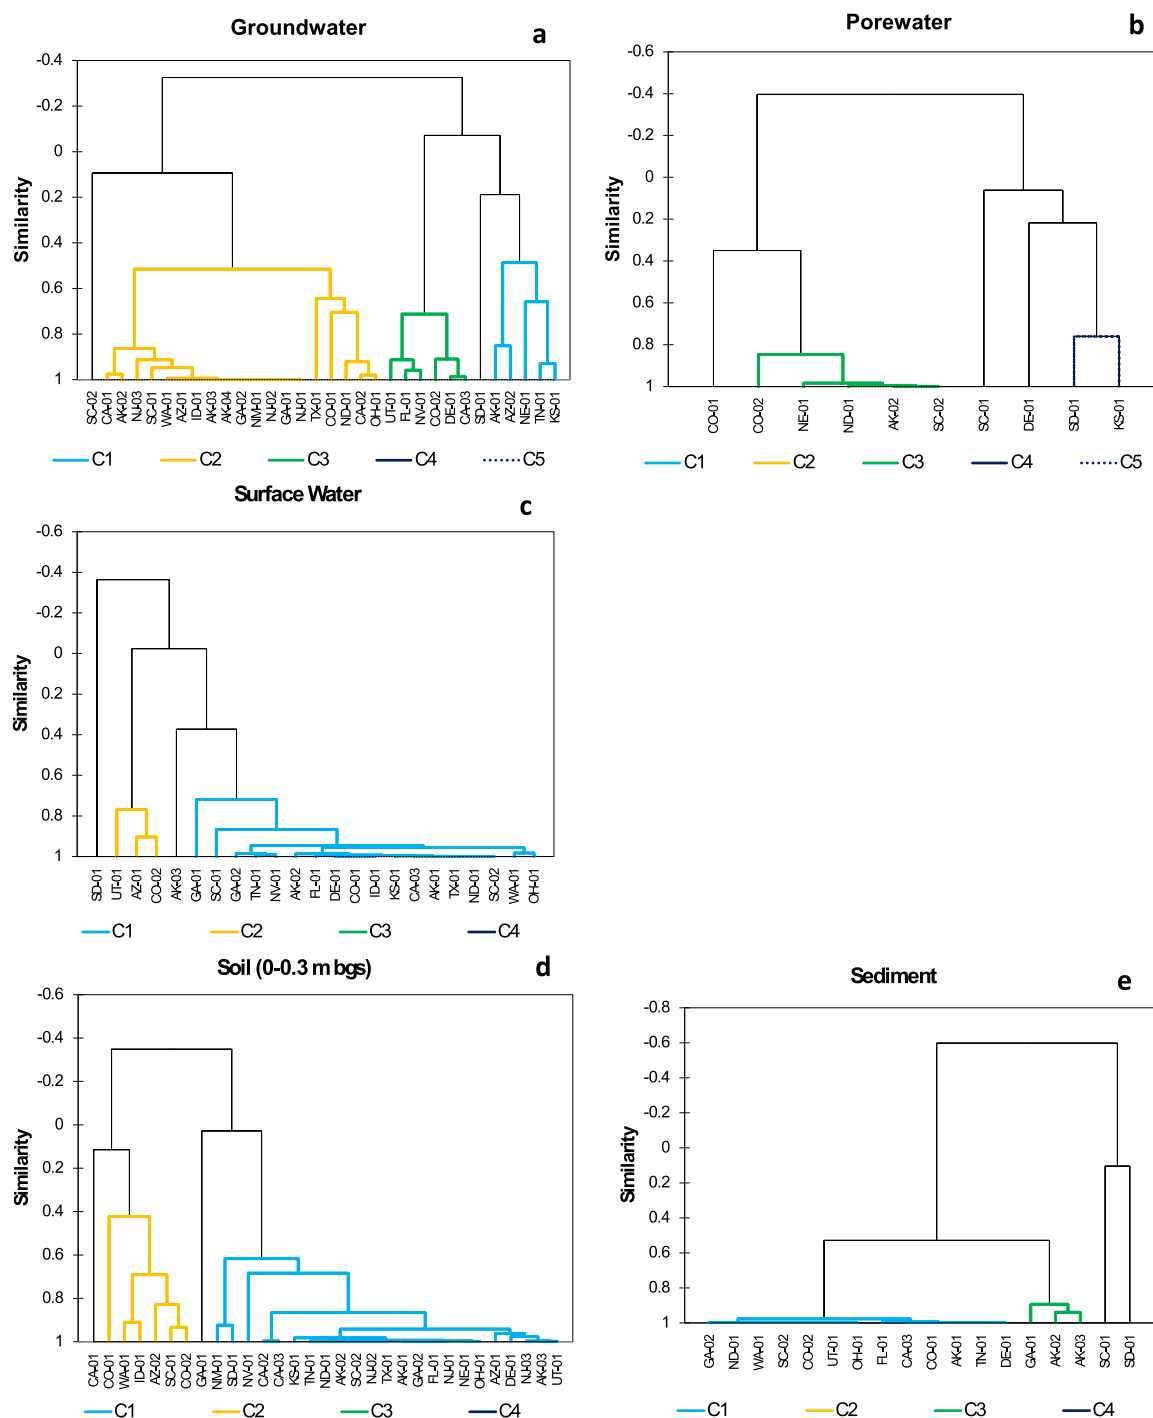 Groundwater
a
-0.4
-0.2
0
0.2
0.4
0.6
0.8
1
Similarity
SC-02
CA-01
AK-02
NJ-03
SC-01
WA-01
AZ-01
ID-01
AK-03
AK-04
GA-02
NM-01
NJ-02
GA-01
NJ-01
TX-01
CO-01
ND-01
CA-02
OH-01
UT-01
FL-01
NV-01
CO-02
DE-01
CA-03
SD-01
AK-01
AZ-02
NE-01
TN-01
KS-01
C1 C2 C3 C4 C5
Porewater
b
-0.6
-0.4
-0.2
0
0.2
0.4
0.6
0.8
1
Similarity
CO-01
CO-02
NE-01
ND-01
AK-02
SC-02
SC-01
DE-01
SD-01
KS-01
C1 C2 C3 C4 C5
Surface Water
c
-0.6
-0.4
-0.2
0
0.2
0.4
0.6
0.8
1
Similarity
SD-01
UT-01
AZ-01
CO-02
AK-03
GA-01
SC-01
GA-02
TN-01
NV-01
AK-02
FL-01
DE-01
CO-01
ID-01
KS-01
CA-03
AK-01
TX-01
ND-01
SC-02
WA-01
OH-01
C1 C2 C3 C4
Soil (0-0.3 m bgs)
d
-0.6
-0.4
-0.2
0
0.2
0.4
0.6
0.8
1
Similarity
CA-01
CO-01
WA-01
ID-01
AZ-02
SC-01
CO-02
GA-01
NM-01
SD-01
NV-01
CA-02
CA-03
KS-01
TN-01
ND-01
AK-02
SC-02
NJ-02
TX-01
AK-01
GA-02
FL-01
NJ-01
NE-01
OH-01
AZ-01
DE-01
NJ-03
AK-03
UT-01
C1 C2 C3 C4
Sediment
e
-0.8
-0.6
-0.4
-0.2
0
0.2
0.4
0.6
0.8
1
Similarity
GA-02
ND-01
WA-01
SC-02
CO-02
UT-01
OH-01
FL-01
CA-03
CO-01
AK-01
TN-01
DE-01
GA-01
AK-02
AK-03
SC-01
SD-01
C1 C2 C3 C4